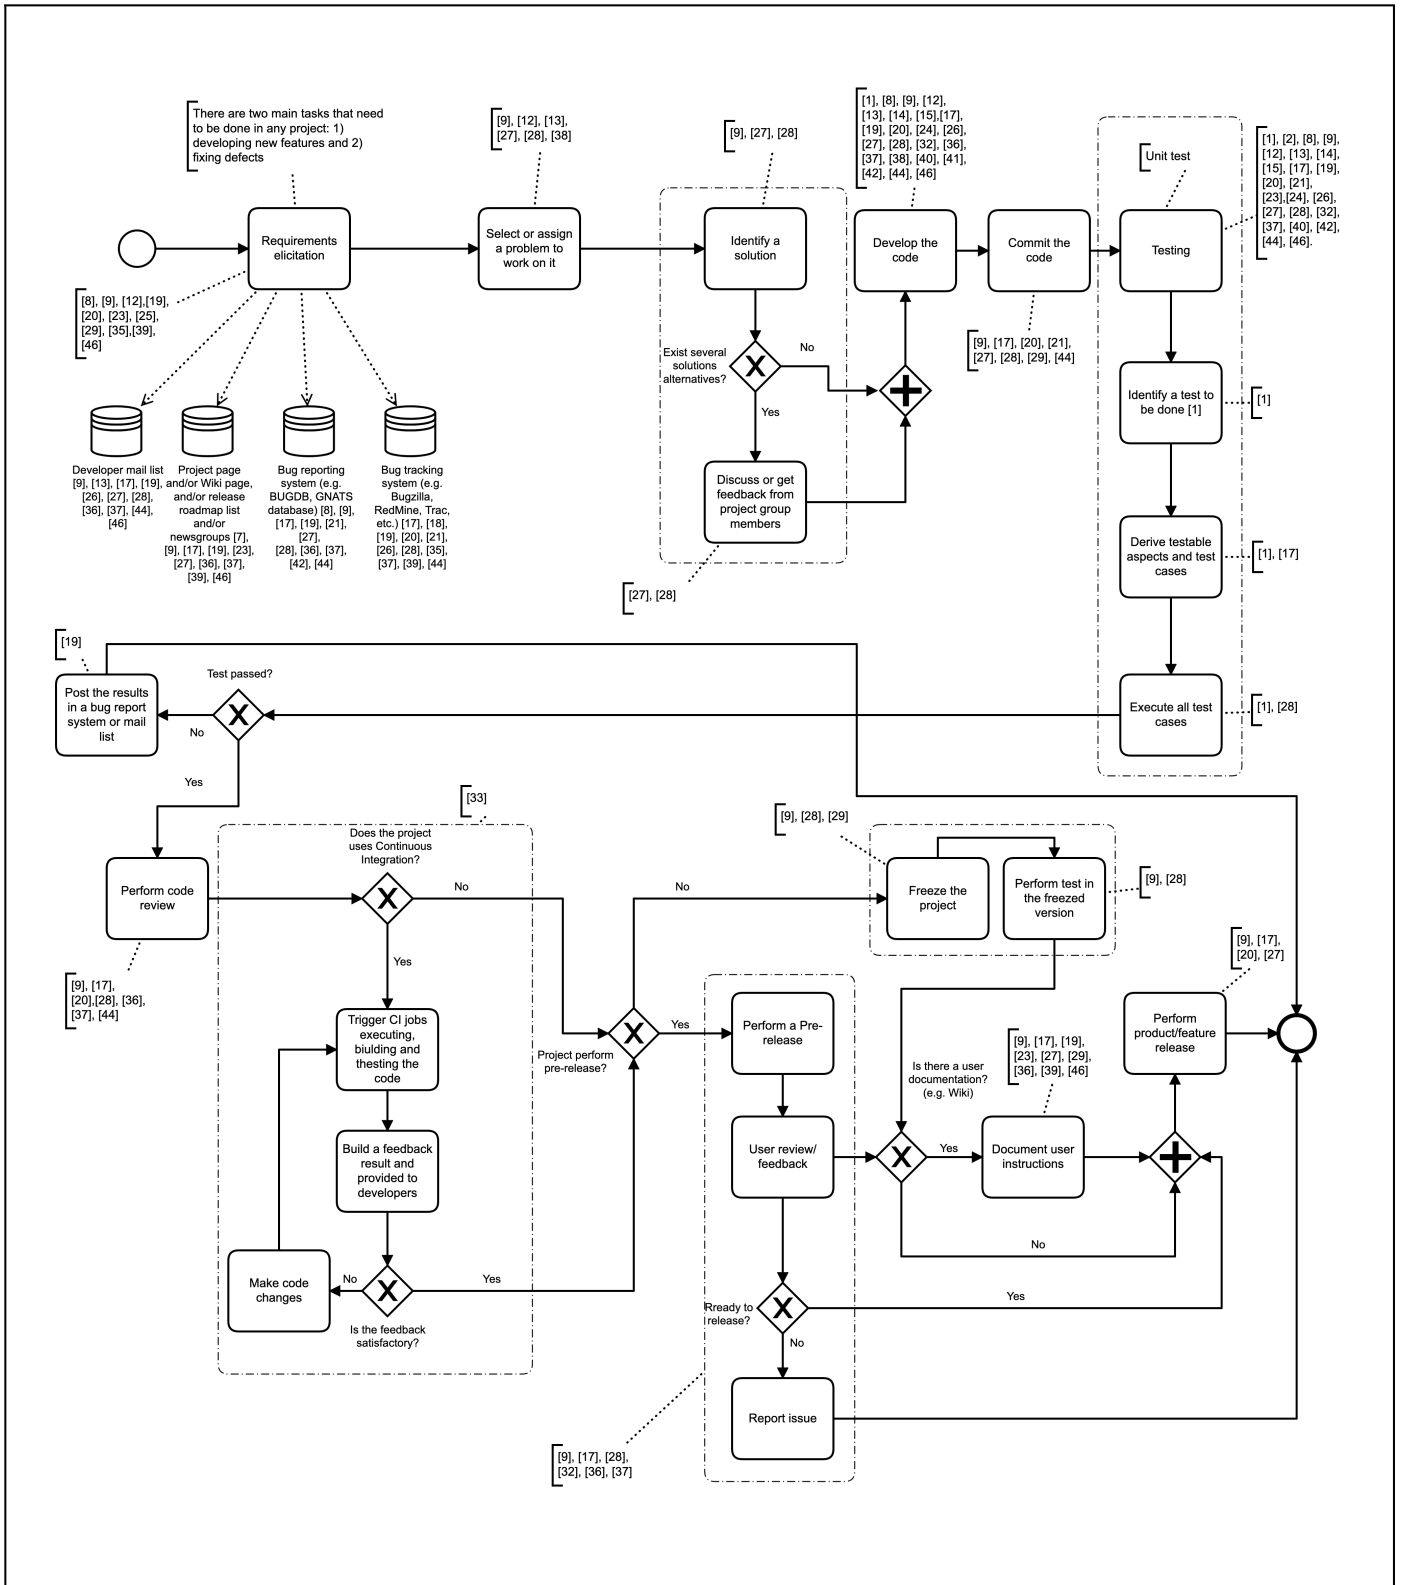 There are two main tasks that need
to be done in any project: 1)
developing new features and 2)
fixing defects
[9], [12], [13],
[27], [28], [38]
[9], [27], [28]
[1], [8], [9], [12],
[13], [14], [15],[17],
[19], [20], [24], [26],
[27], [28], [32], [36],
[37], [38], [40], [41],
[42], [44], [46]
Unit test
[1], [2], [8], [9],
[12], [13], [14],
[15], [17], [19],
[20], [21],
[23],[24], [26],
[27], [28], [32],
[37], [40], [42],
[44], [46].
Requirements
elicitation
Select or assign
a problem to
work on it
Identify a
solution
Develop the
code
Commit the
code
Testing
[8], [9], [12],[19],
[20], [23], [25],
[29], [35],[39],
[46]
Exist several
solutions
alternatives?
X
No
Yes
[9], [17], [20], [21],
[27], [28], [29], [44]
Identify a test to
be done [1]
[1]
Developer mail list
[9], [13], [17], [19],
[26], [27], [28],
[36], [37], [44],
[46]
Project page
and/or Wiki page,
and/or release
roadmap list
and/or
newsgroups [7],
[9], [17], [19], [23],
[27], [36], [37],
[39], [46]
Bug reporting
system (e.g.
BUGDB, GNATS
database) [8], [9],
[17], [19], [21],
[27],
[28], [36], [37],
[42], [44]
Bug tracking
system (e.g.
Bugzilla,
RedMine, Trac,
etc.) [17], [18],
[19], [20], [21],
[26], [28], [35],
[37], [39], [44]
Discuss or get
feedback from
project group
members
[27], [28]
Derive testable
aspects and test
cases
[1], [17]
[19]
Post the results
in a bug report
system or mail
list
Test passed?
X
No
Yes
Execute all test
cases
[1], [28]
[33]
Does the project
uses Continuous
Integration?
X
No
Yes
Perform code
review
[9], [17],
[20],[28], [36],
[37], [44]
[9], [28], [29]
No
Freeze the
project
Perform test in
the freezed
version
[9], [28]
[9], [17],
[20], [27]
Trigger CI jobs
executing,
biulding and
thesting the
code
Project perform
pre-release?
X
Yes
Perform a Pre-
release
Is there a user
documentation?
(e.g. Wiki)
[9], [17], [19],
[23], [27], [29],
[36], [39], [46]
Perform
product/feature
release
Build a feedback
result and
provided to
developers
User review/
feedback
X
Yes
Document user
instructions
No
Make code
changes
No
X
Yes
Is the feedback
satisfactory?
Rready to
release?
X
Yes
No
Report issue
[9], [17], [28],
[32], [36], [37]